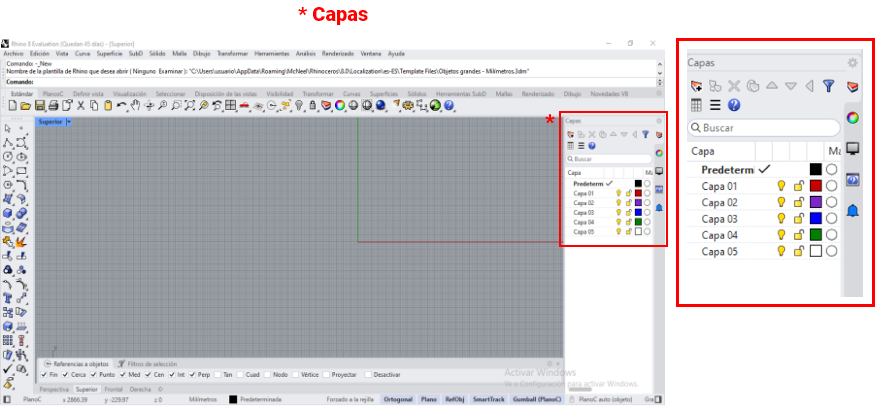 * Capas
Rhino 8 Evaluation (Quedan 45 días) - [Superior]
Archivo Edición Vista Curva Superficie SubD Sólido Malla Dibujo Transformar Herramientas Análisis Renderizado Ventana Ayuda
Comando: -_New
Nombre de la plantilla de Rhino que desea abrir ( Ninguno Examinar ): "C:\Users\usuario\AppData\Roaming\McNeel\Rhinoceros\8.0\Localization\es-ES\Template Files\Objetos grandes - Milímetros.3dm"
Comando:
Estándar PlanosC Definir vista Visualización Seleccionar Disposición de las vistas Visibilidad Transformar Curvas Superficies Sólidos Herramientas SubD Mallas Renderizado Dibujo Novedades V8
Superior
*
Capas
Buscar
Capa Ma
Predeterm
Capa 01
Capa 02
Capa 03
Capa 04
Capa 05
Capas
Buscar
Capa Ma
Predeterm
Capa 01
Capa 02
Capa 03
Capa 04
Capa 05
y
Referencias a objetos Filtros de selección
Fin Cerca Punto Med Cen Int Perp Tan Cuad Nodo Vértice Proyectar Desactivar
Activar Windows
Ve a Configuración para activar Windows.
Perspectiva Superior Frontal Derecha
PlanoC x 2866.39 y -229.97 z 0 Milímetros Predeterminada Forzado a la rejilla Ortogonal Plano RefObj SmartTrack Gumball (PlanoC) PlanoC auto (objeto) Gra